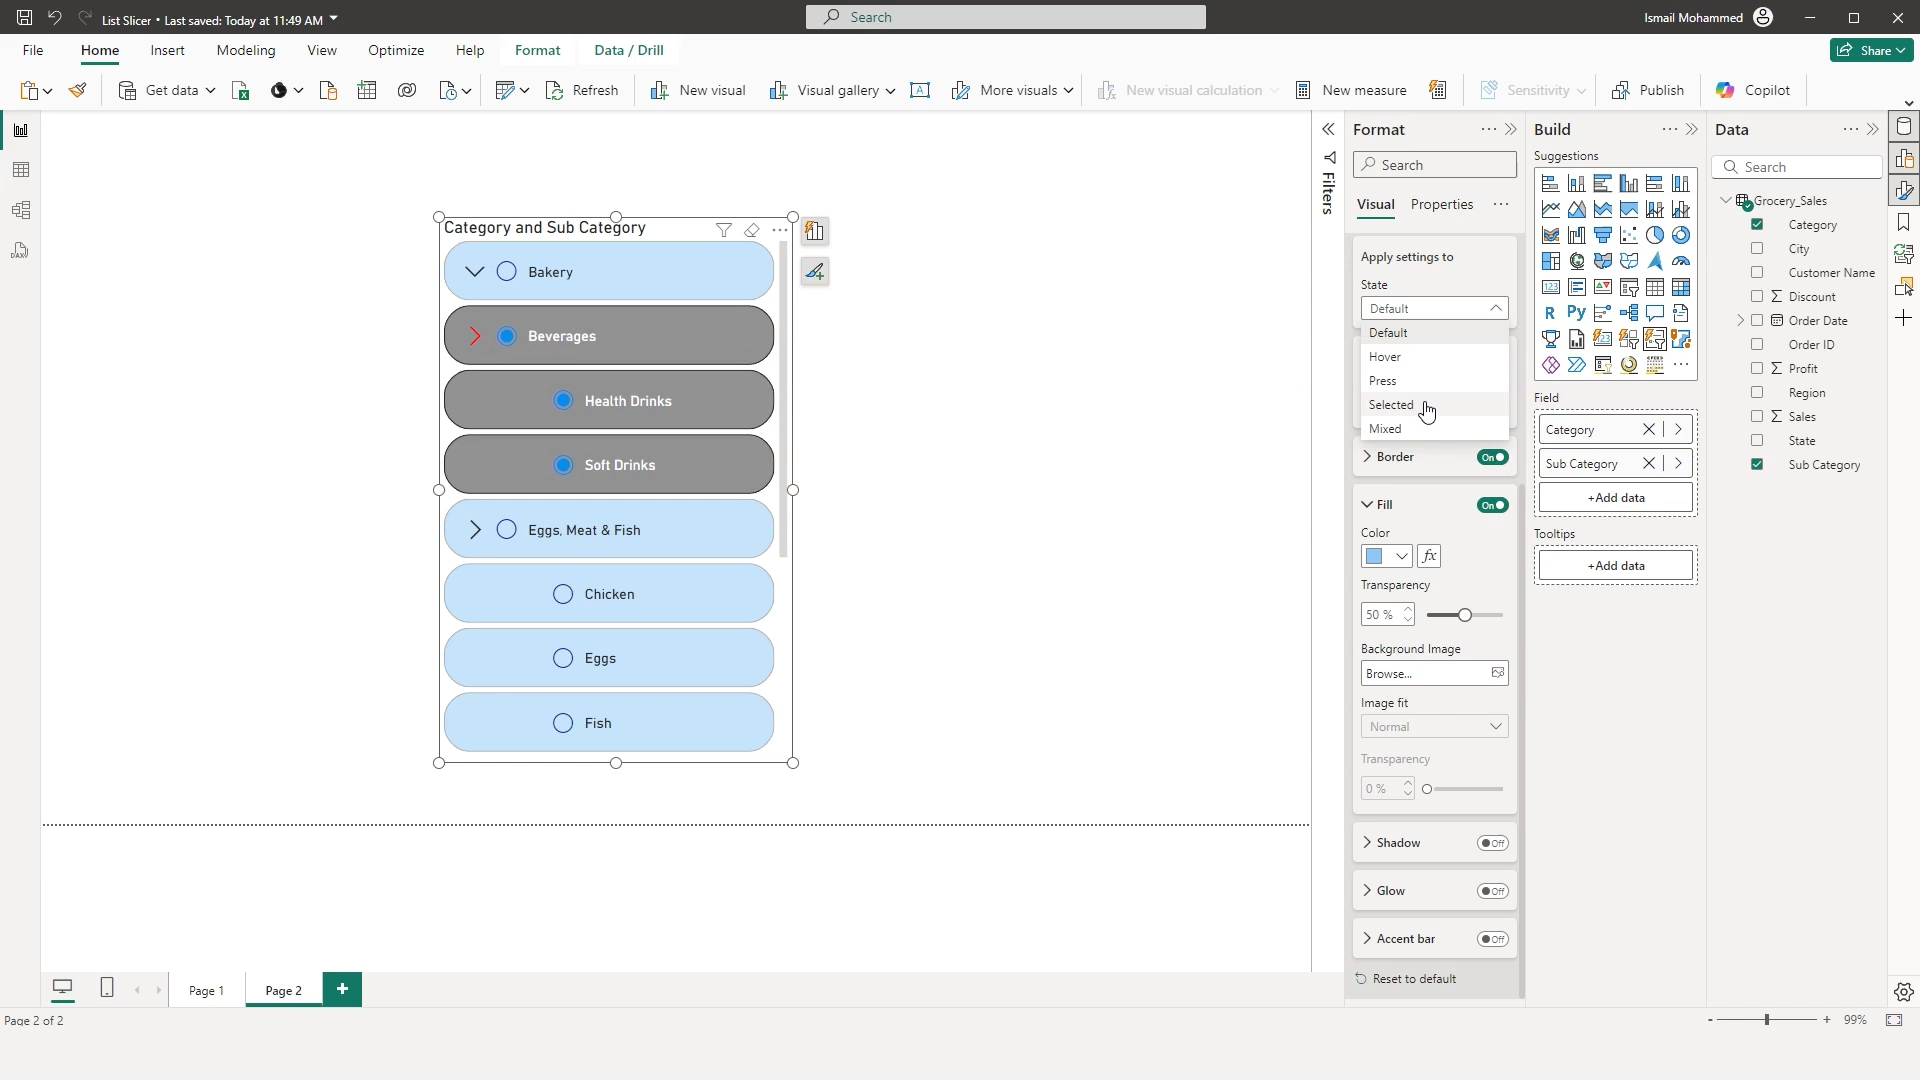 List Slicer • Last saved: Today at 11:49 AM
Search
Ismail Mohammed
File
Home
Insert
Modeling
View
Optimize
Help
Format
Data / Drill
Share
Get data
Refresh
New visual
Visual gallery
More visuals
New visual calculation
New measure
Sensitivity
Publish
Copilot
Category and Sub Category
Bakery
Beverages
Health Drinks
Soft Drinks
Eggs, Meat & Fish
Chicken
Eggs
Fish
Filters
Format
Search
Visual
Properties
Apply settings to
State
Default
Default
Hover
Press
Selected
Mixed
Border
On
Fill
On
Color
fx
Transparency
50 %
Background Image
Browse...
Image fit
Normal
Transparency
0 %
Shadow
Off
Glow
Off
Accent bar
Off
Reset to default
Build
Suggestions
123
R
Py
Field
Category
Sub Category
+Add data
Tooltips
+Add data
Data
Search
Grocery_Sales
Category
City
Customer Name
Discount
Order Date
Order ID
Profit
Region
Sales
State
Sub Category
DAX
Page 1
Page 2
Page 2 of 2
- + 99%